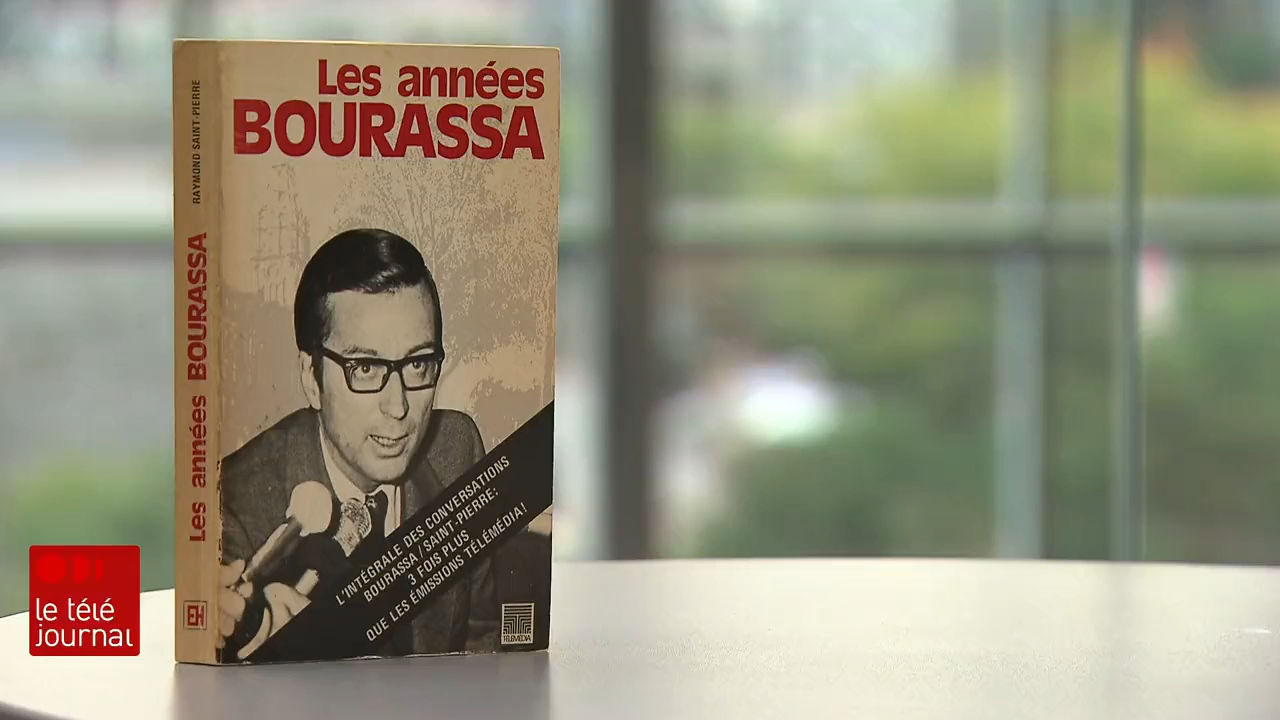 Les années
BOURASSA
RAYMOND SAINT-PIERRE
Les années BOURASSA
L'INTÉGRALE DES CONVERSATIONS
BOURASSA / SAINT-PIERRE:
3 FOIS PLUS
QUE LES ÉMISSIONS TÉLÉMÉDIA!
TÉLÉMÉDIA
le télé
journal